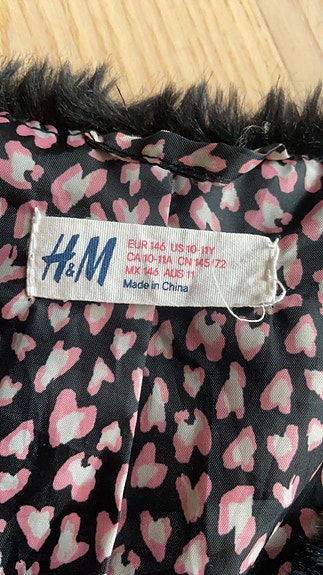 H&M
EUR 146 US 10-11Y
CA 10-11A CN 145/72
MX 146 AUS 11
Made in China